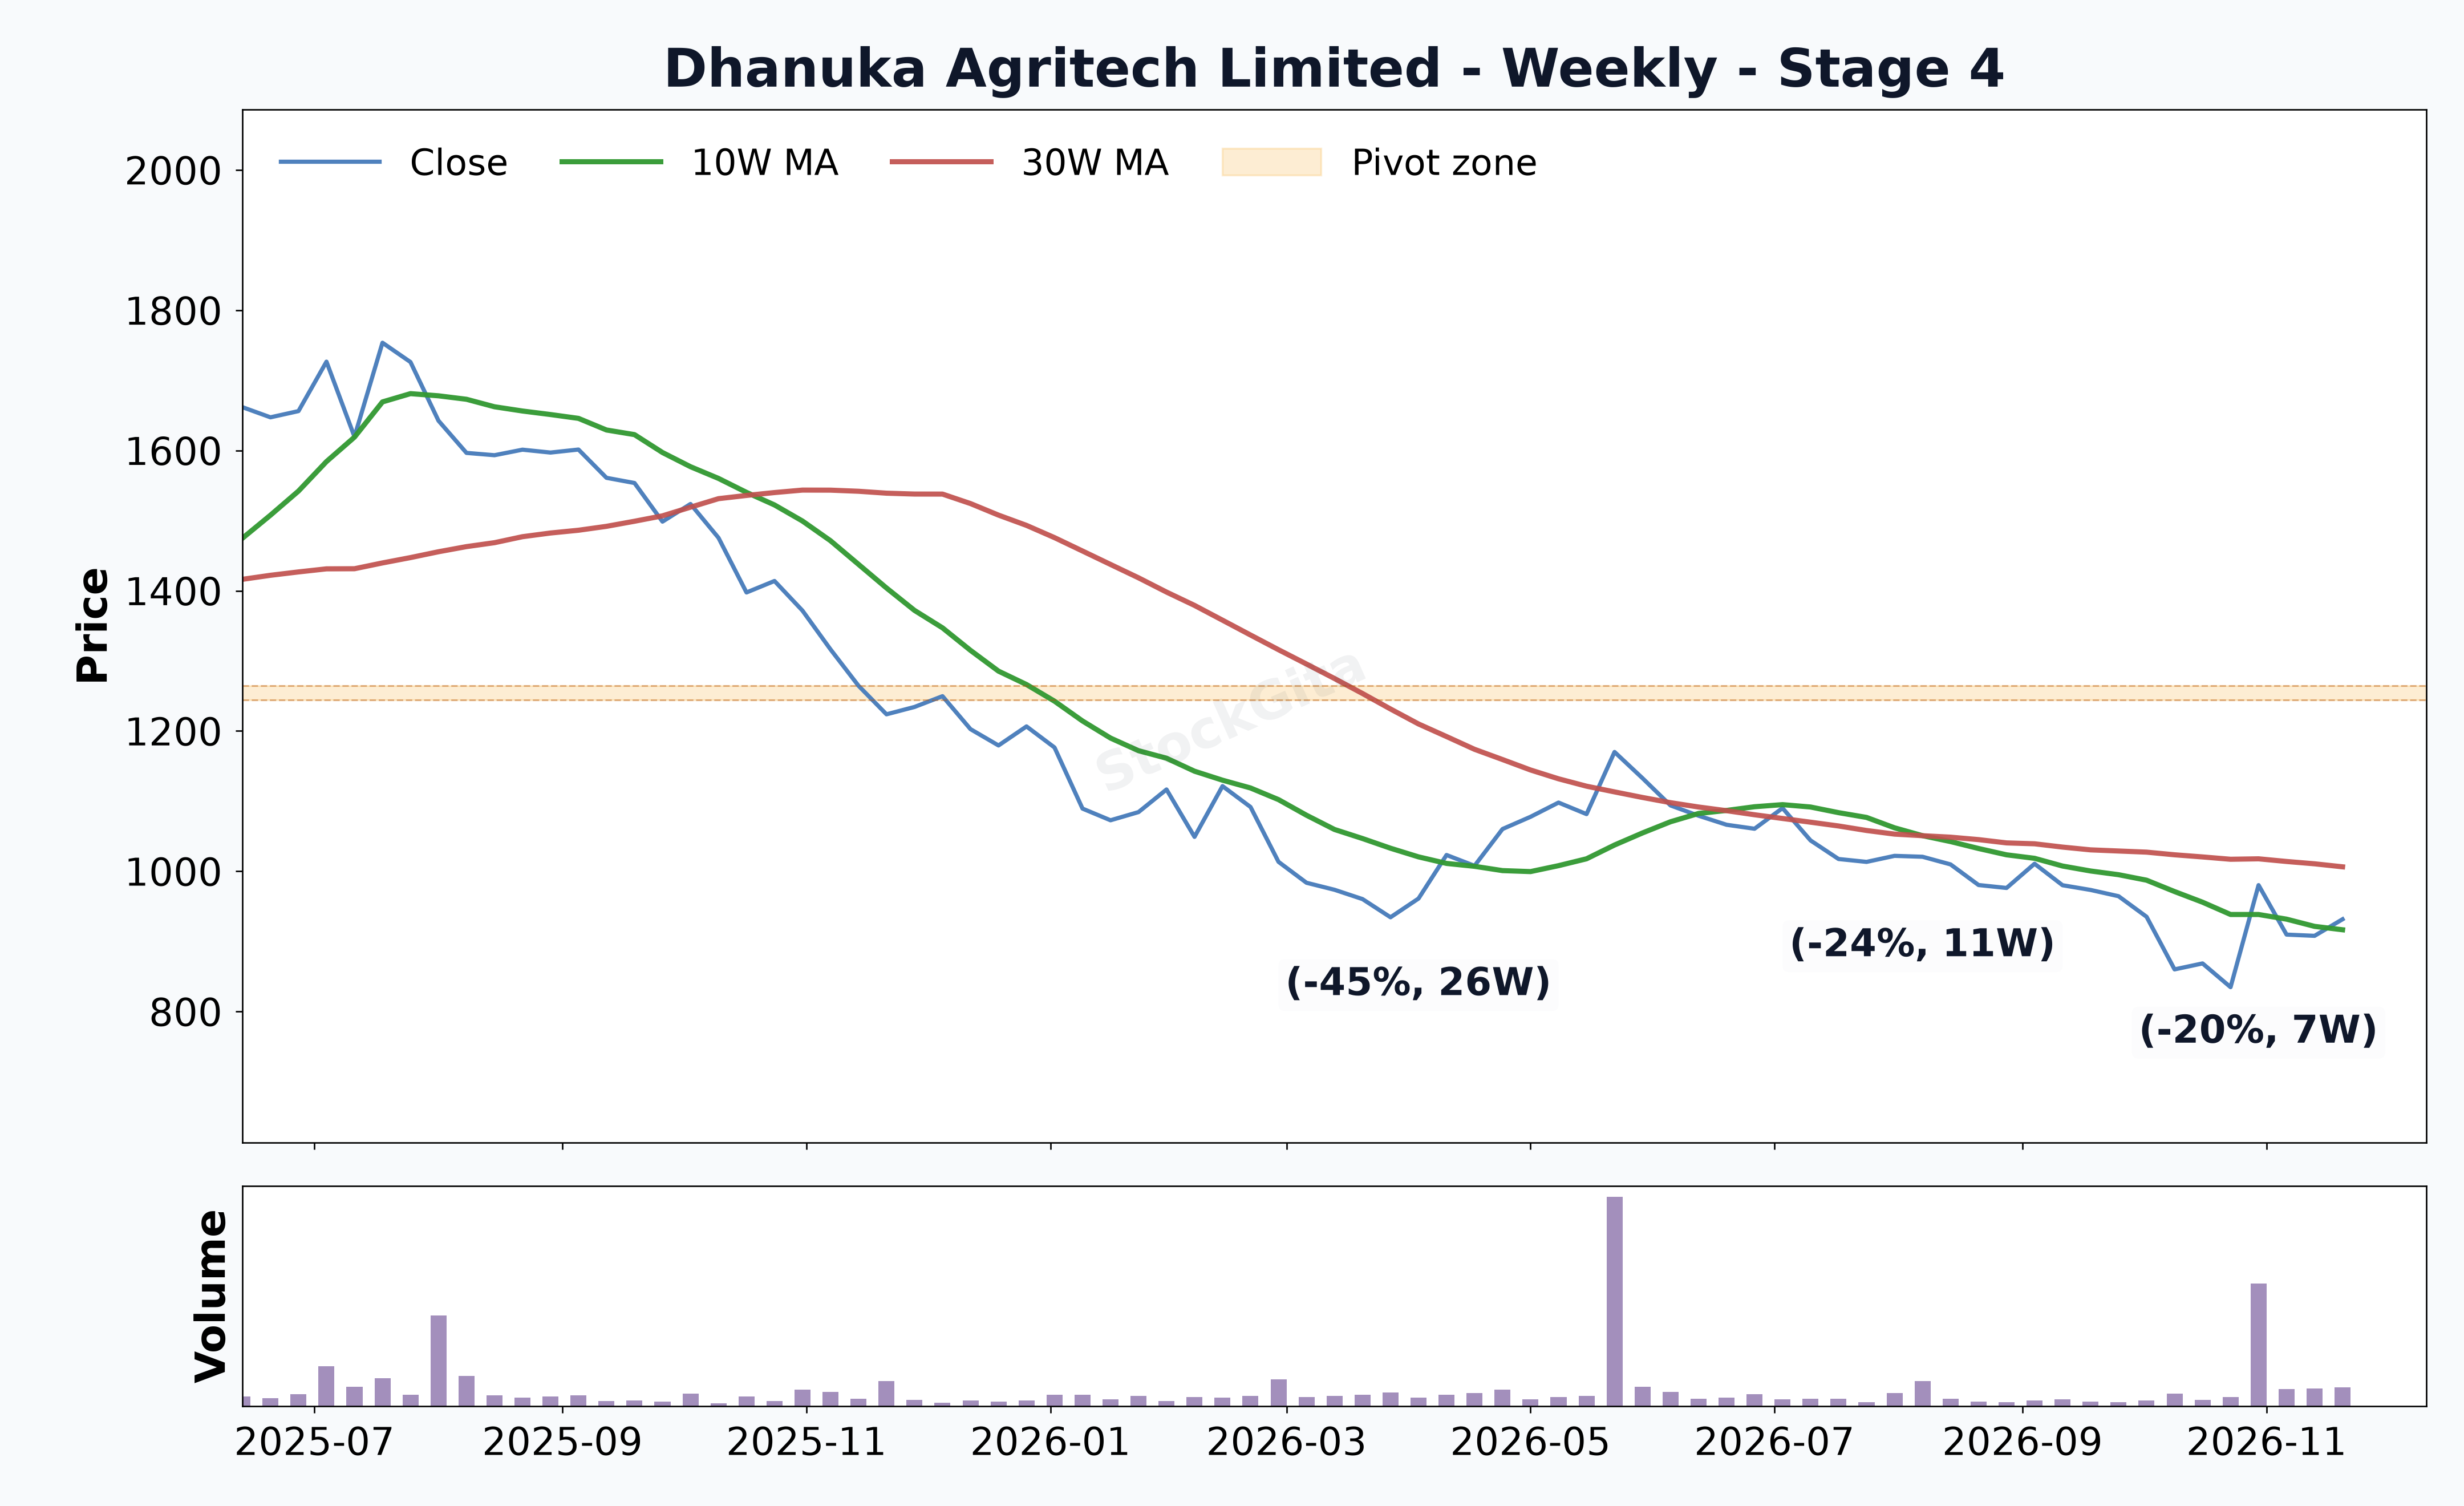 Dhanuka Agritech Limited - Weekly - Stage 4
Close 10W MA 30W MA Pivot zone
Price
2000
1800
1600
1400
1200
1000
800
StockGita
(-45%, 26W)
(-24%, 11W)
(-20%, 7W)
Volume
2025-07 2025-09 2025-11 2026-01 2026-03 2026-05 2026-07 2026-09 2026-11